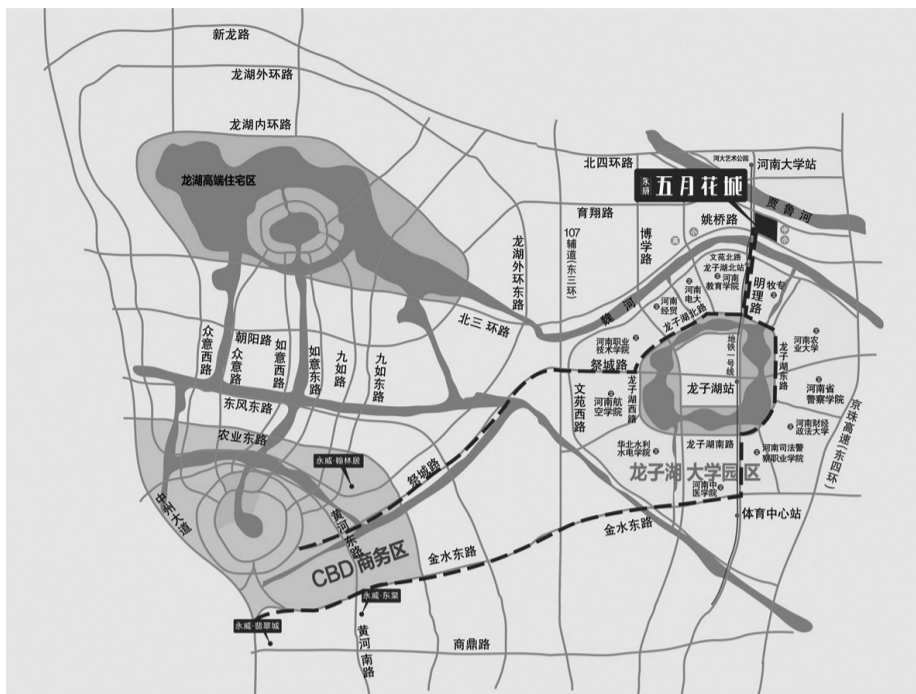 新龙路
龙湖外环路
龙湖内环路
龙湖高端住宅区
北四环路
河大艺术公园
河南大学站
永威
五月花城
贾鲁河
育翔路
姚桥路
107
辅道(东三环)
博学路
龙湖外环东路
文苑北路
龙子湖北站
河南
教育学院
明理路
牧专
河南
电大
河南
经贸
魏河
龙子湖北路
北三环路
众意西路
朝阳路
众意路
如意西路
如意东路
九如路
九如东路
河南职业
技术学院
祭城路
地铁一号线
龙子湖东路
河南农
业大学
龙子湖站
河南省
警察学院
东风东路
文苑西路
河南航
空学院
龙子湖西路
京珠高速(东四环)
河南财经
政法大学
农业东路
华北水利
水电学院
龙子湖南路
河南司法警
察职业学院
永威·翰林居
祭城路
龙子湖 大学园区
河南中
医学院
中州大道
黄河东路
体育中心站
金水东路
金水东路
CBD 商务区
永威·东棠
永威·翡翠城
黄河南路
商鼎路